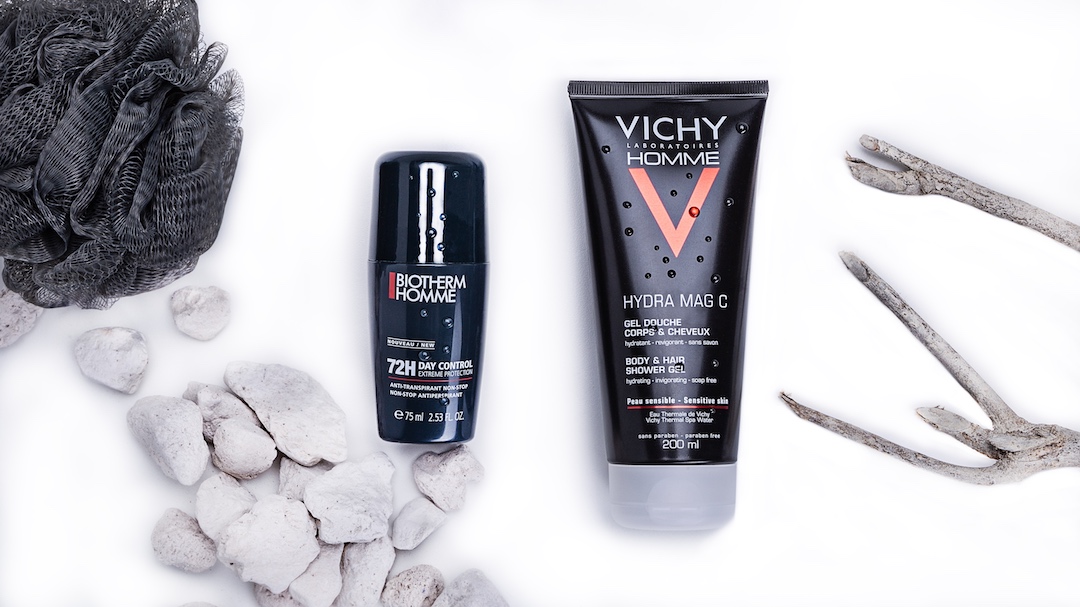 BIOTHERM
HOMME
NOUVEAU / NEW
72H DAY CONTROL
EXTREME PROTECTION
ANTI-TRANSPIRANT NON-STOP
NON-STOP ANTIPERSPIRANT
℮ 75 ml 2.53 FL. OZ.
VICHY
LABORATOIRES
HOMME
HYDRA MAG C
GEL DOUCHE
CORPS & CHEVEUX
hydratant - revigorant - sans savon
BODY & HAIR
SHOWER GEL
hydrating - invigorating - soap free
Peau sensible - Sensitive skin
Eau Thermale de Vichy
Vichy Thermal Spa Water
sans paraben - paraben free
200 ml